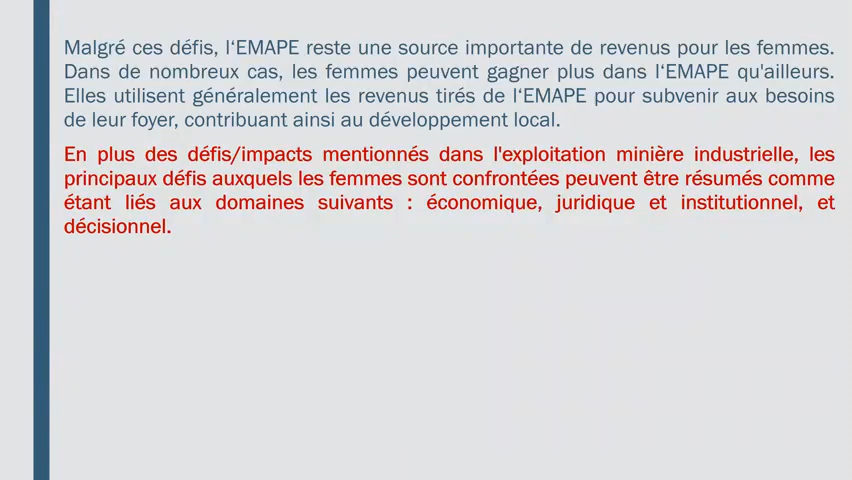 Malgré ces défis, l‘EMAPE reste une source importante de revenus pour les femmes.
Dans de nombreux cas, les femmes peuvent gagner plus dans l‘EMAPE qu'ailleurs.
Elles utilisent généralement les revenus tirés de l‘EMAPE pour subvenir aux besoins
de leur foyer, contribuant ainsi au développement local.
En plus des défis/impacts mentionnés dans l'exploitation minière industrielle, les
principaux défis auxquels les femmes sont confrontées peuvent être résumés comme
étant liés aux domaines suivants : économique, juridique et institutionnel, et
décisionnel.